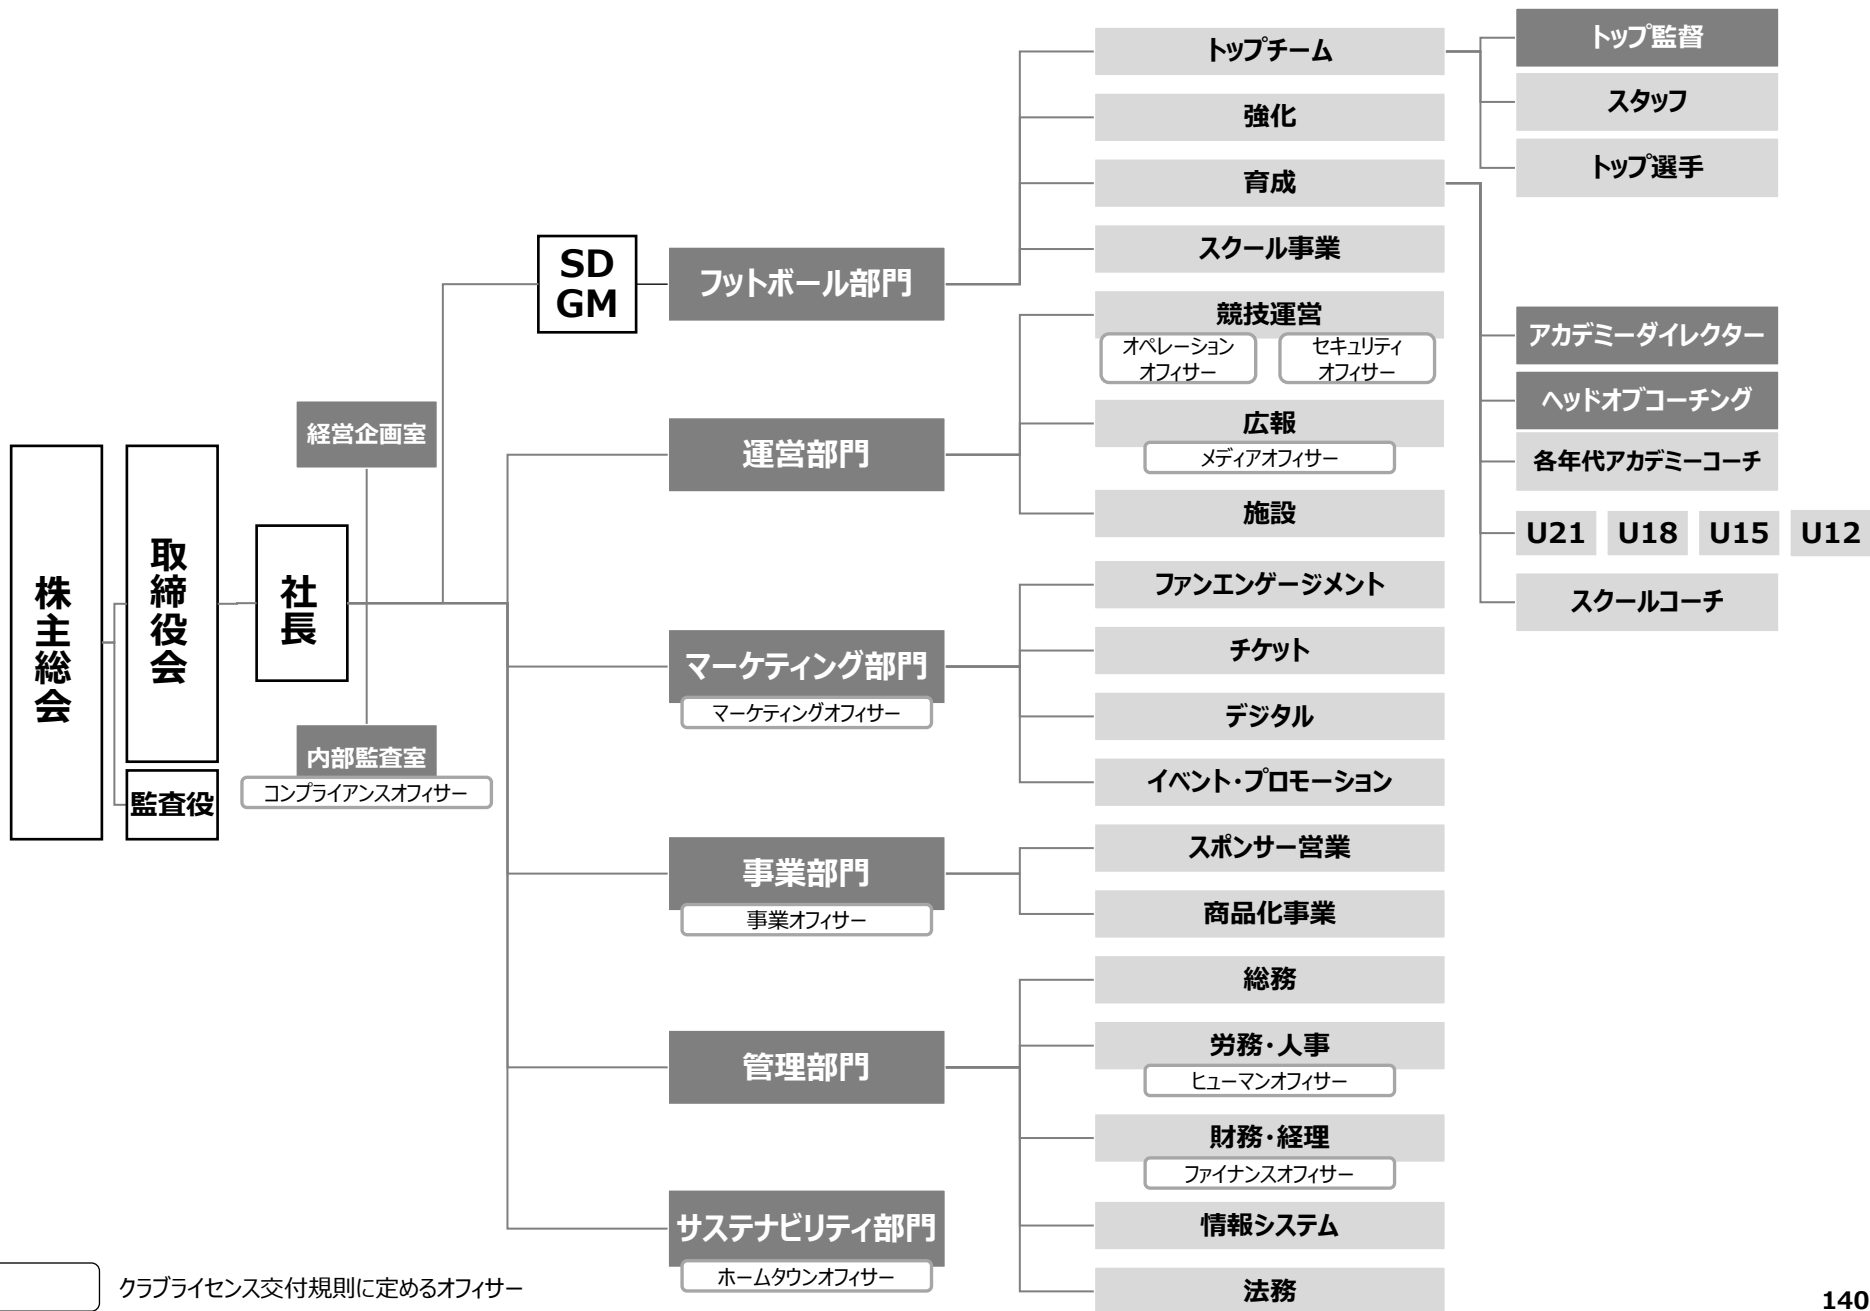 株主総会
取締役会
監査役
社長
経営企画室
内部監査室
コンプライアンスオフィサー
SD
GM
フットボール部門
トップチーム
トップ監督
スタッフ
トップ選手
強化
育成
アカデミーダイレクター
ヘッドオブコーチング
各年代アカデミーコーチ
U21 U18 U15 U12
スクールコーチ
スクール事業
運営部門
競技運営
オペレーション
オフィサー
セキュリティ
オフィサー
広報
メディアオフィサー
施設
マーケティング部門
マーケティングオフィサー
ファンエンゲージメント
チケット
デジタル
イベント・プロモーション
事業部門
事業オフィサー
スポンサー営業
商品化事業
管理部門
総務
労務・人事
ヒューマンオフィサー
財務・経理
ファイナンスオフィサー
情報システム
法務
サステナビリティ部門
ホームタウンオフィサー
クラブライセンス交付規則に定めるオフィサー
140